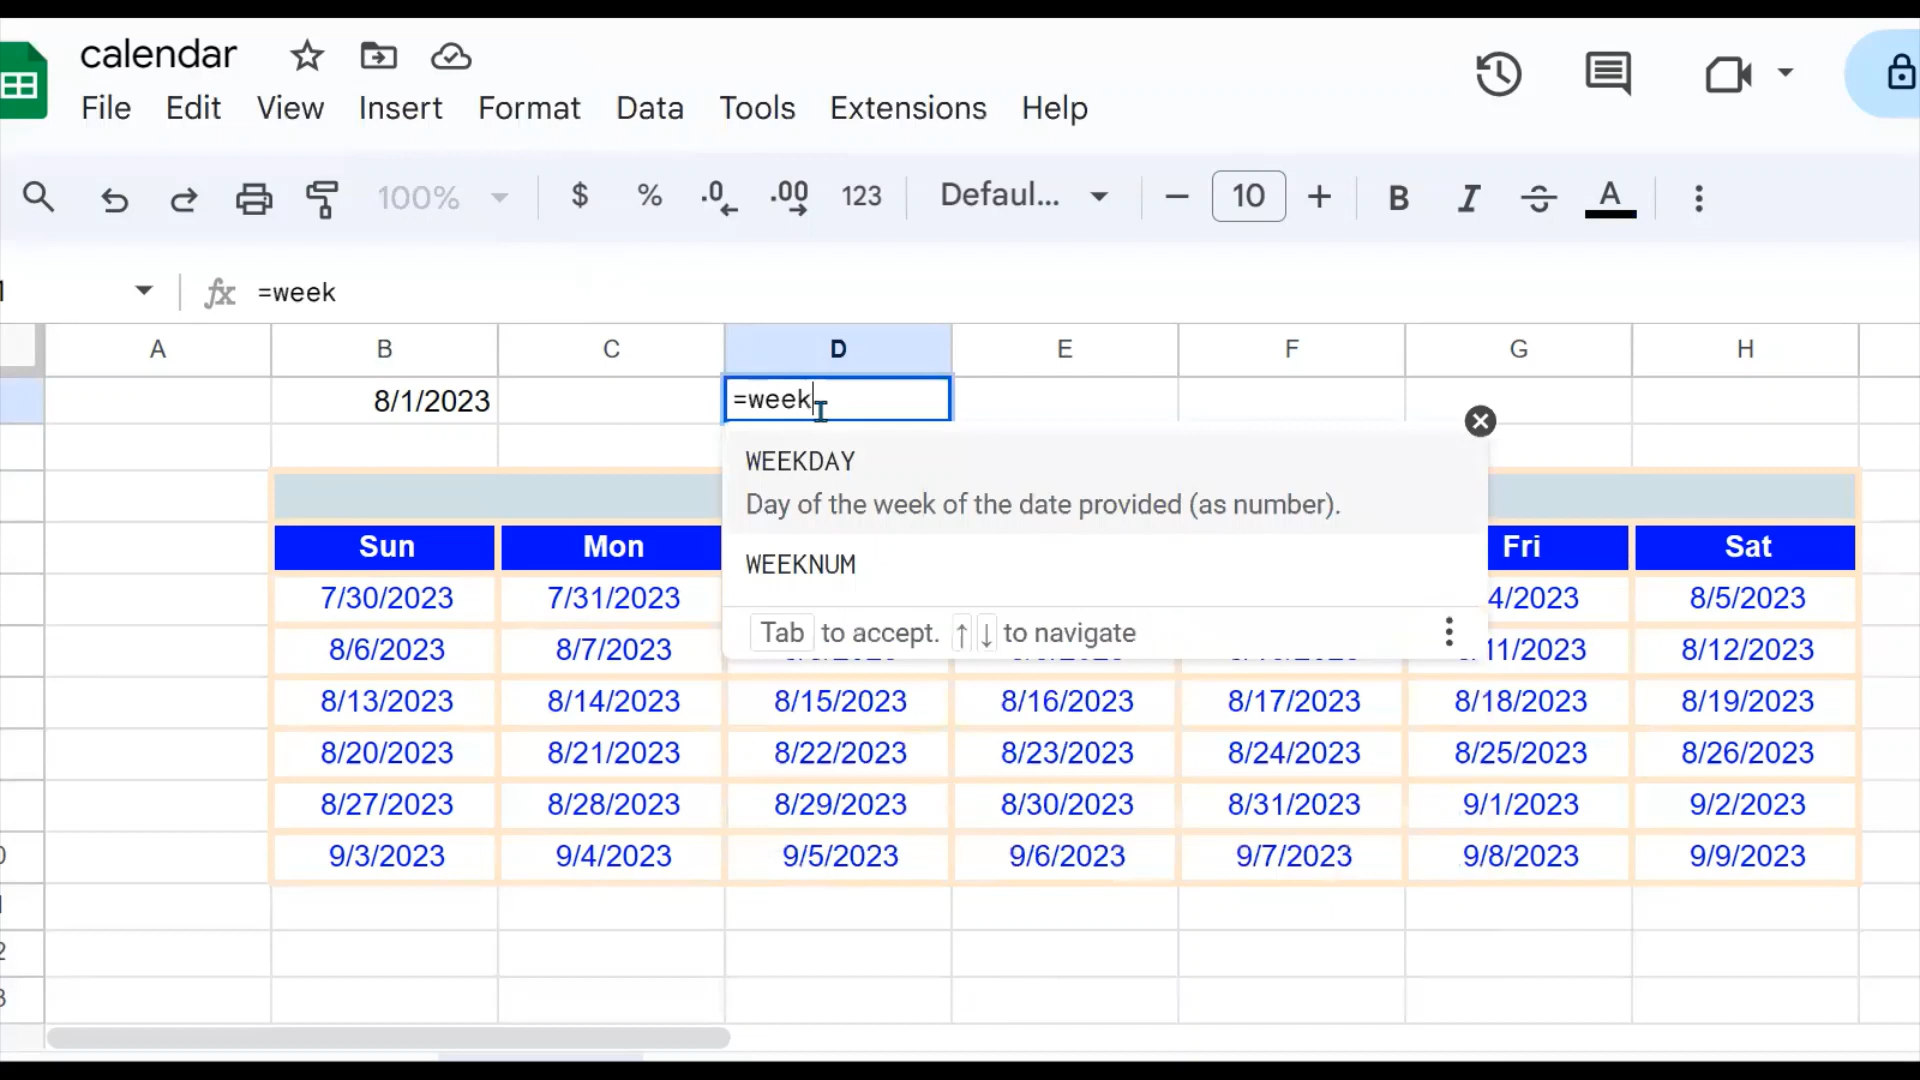 calendar
File Edit View Insert Format Data Tools Extensions Help
100% $ % .0 .00 123 Defaul... − 10 + B I S A
=week
A B C D E F G H
8/1/2023 =week
WEEKDAY
Day of the week of the date provided (as number).
Sun Mon Fri Sat
WEEKNUM
7/30/2023 7/31/2023 4/2023 8/5/2023
Tab to accept. ↑ ↓ to navigate
8/6/2023 8/7/2023 11/2023 8/12/2023
8/13/2023 8/14/2023 8/15/2023 8/16/2023 8/17/2023 8/18/2023 8/19/2023
8/20/2023 8/21/2023 8/22/2023 8/23/2023 8/24/2023 8/25/2023 8/26/2023
8/27/2023 8/28/2023 8/29/2023 8/30/2023 8/31/2023 9/1/2023 9/2/2023
9/3/2023 9/4/2023 9/5/2023 9/6/2023 9/7/2023 9/8/2023 9/9/2023